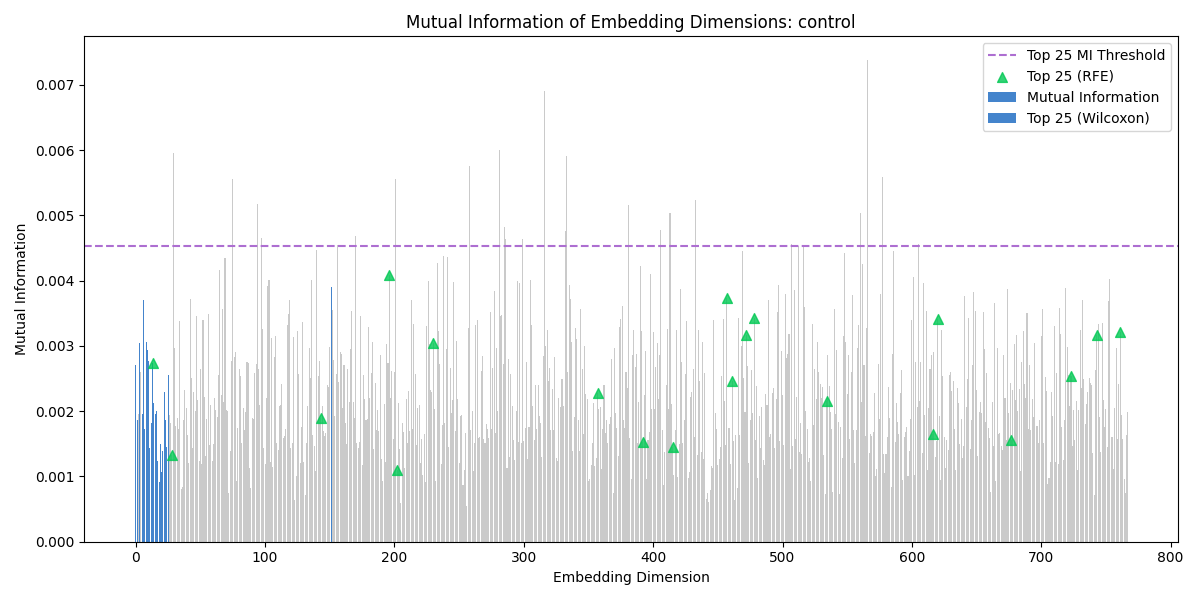 Mutual Information of Embedding Dimensions: control
Top 25 MI Threshold
Top 25 (RFE)
Mutual Information
Top 25 (Wilcoxon)
Mutual Information
0.007
0.006
0.005
0.004
0.003
0.002
0.001
0.000
0 100 200 300 400 500 600 700 800
Embedding Dimension